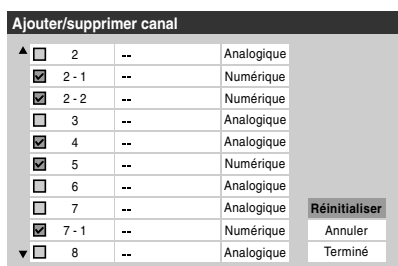 Ajouter/supprimer canal
2 -- Analogique
2 - 1 -- Numérique
2 - 2 -- Numérique
3 -- Analogique
4 -- Analogique
5 -- Numérique
6 -- Analogique
7 -- Analogique Réinitialiser
7 - 1 -- Numérique Annuler
8 -- Analogique Terminé